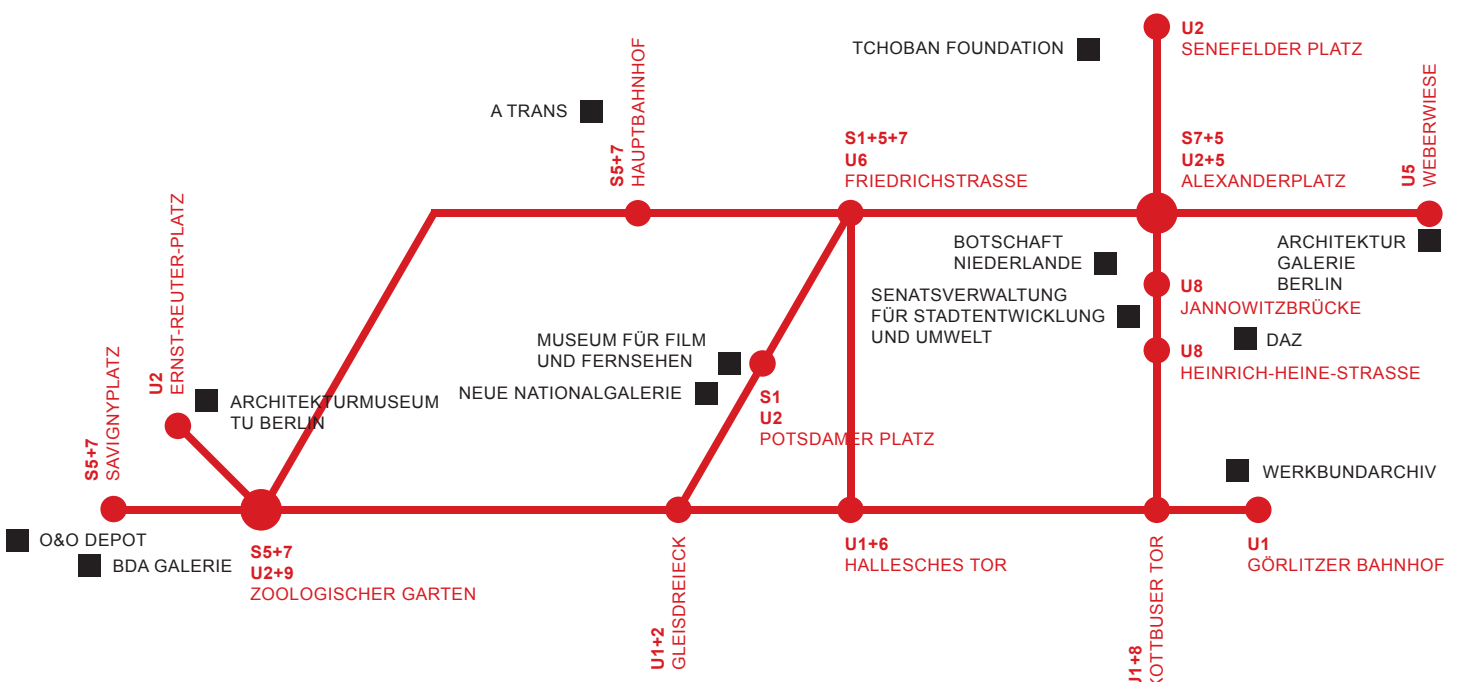 U2
SENEFELDER PLATZ
TCHOBAN FOUNDATION
A TRANS
S5+7
HAUPTBAHNHOF
S1+5+7
U6
FRIEDRICHSTRASSE
S7+5
U2+5
ALEXANDERPLATZ
U5
WEBERWIESE
U2
ERNST-REUTER-PLATZ
BOTSCHAFT
NIEDERLANDE
ARCHITEKTUR
GALERIE
BERLIN
SENATSVERWALTUNG
FÜR STADTENTWICKLUNG
UND UMWELT
U8
JANNOWITZBRÜCKE
DAZ
MUSEUM FÜR FILM
UND FERNSEHEN
NEUE NATIONALGALERIE
U8
HEINRICH-HEINE-STRASSE
S5+7
SAVIGNYPLATZ
ARCHITEKTURMUSEUM
TU BERLIN
S1
U2
POTSDAMER PLATZ
WERKBUNDARCHIV
O&O DEPOT
BDA GALERIE
S5+7
U2+9
ZOOLOGISCHER GARTEN
U1+2
GLEISDREIECK
U1+6
HALLESCHES TOR
U1+8
KOTTBUSER TOR
U1
GÖRLITZER BAHNHOF